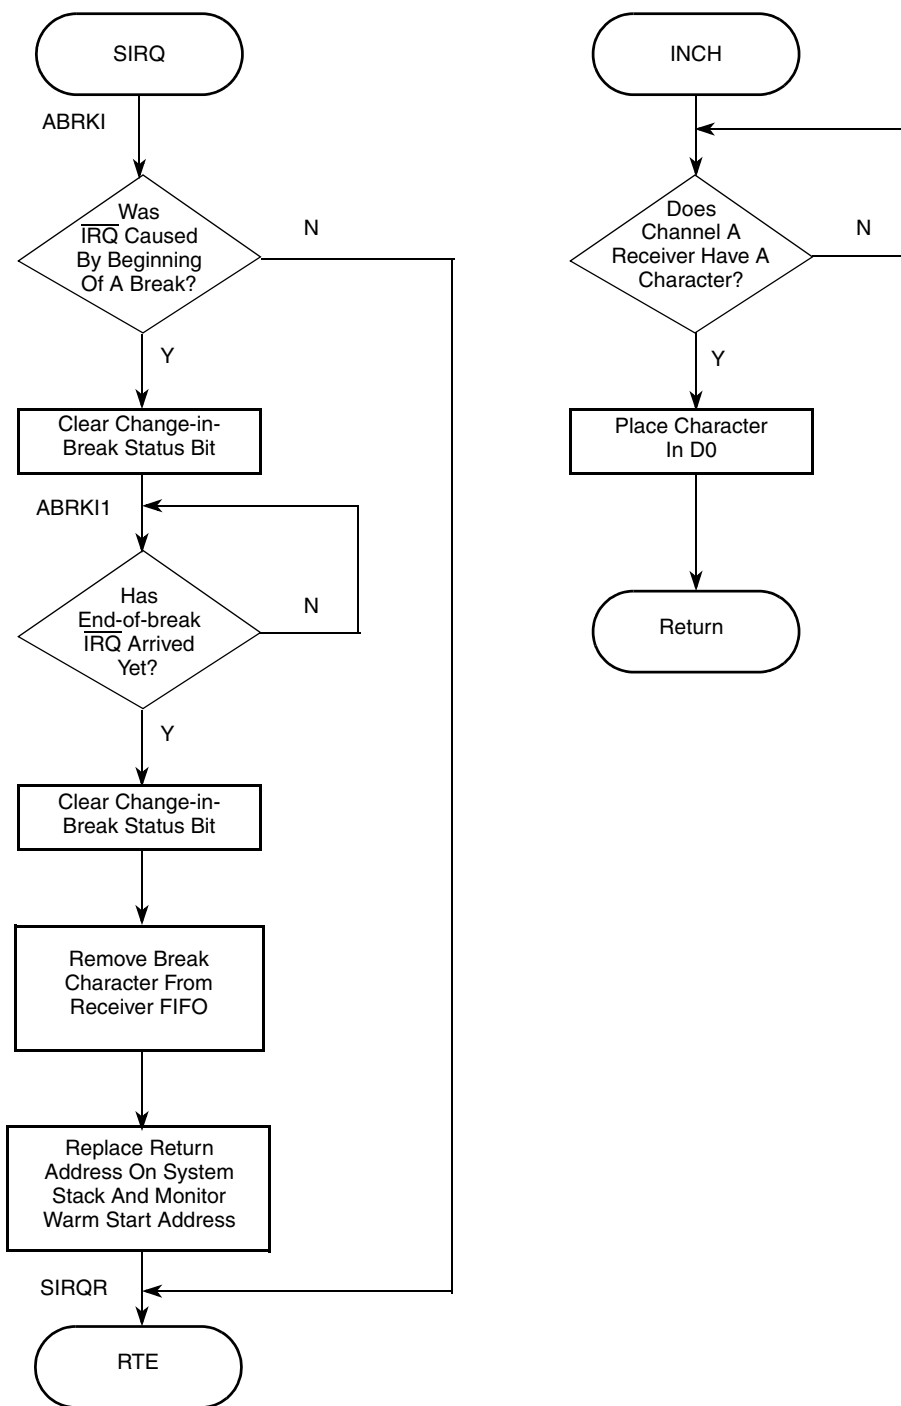 SIRQ
ABRKI
Was
IRQ Caused
By Beginning
Of A Break?
N
Y
Clear Change-in-
Break Status Bit
ABRKI1
Has
End-of-break
IRQ Arrived
Yet?
N
Y
Clear Change-in-
Break Status Bit
Remove Break
Character From
Receiver FIFO
Replace Return
Address On System
Stack And Monitor
Warm Start Address
SIRQR
RTE
INCH
Does
Channel A
Receiver Have A
Character?
N
Y
Place Character
In D0
Return